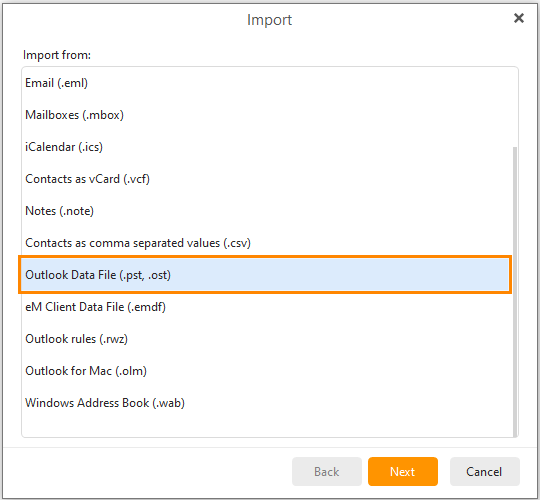 Import
Import from:
Email (.eml)
Mailboxes (.mbox)
iCalendar (.ics)
Contacts as vCard (.vcf)
Notes (.note)
Contacts as comma separated values (.csv)
Outlook Data File (.pst, .ost)
eM Client Data File (.emdf)
Outlook rules (.rwz)
Outlook for Mac (.olm)
Windows Address Book (.wab)
Back
Next
Cancel